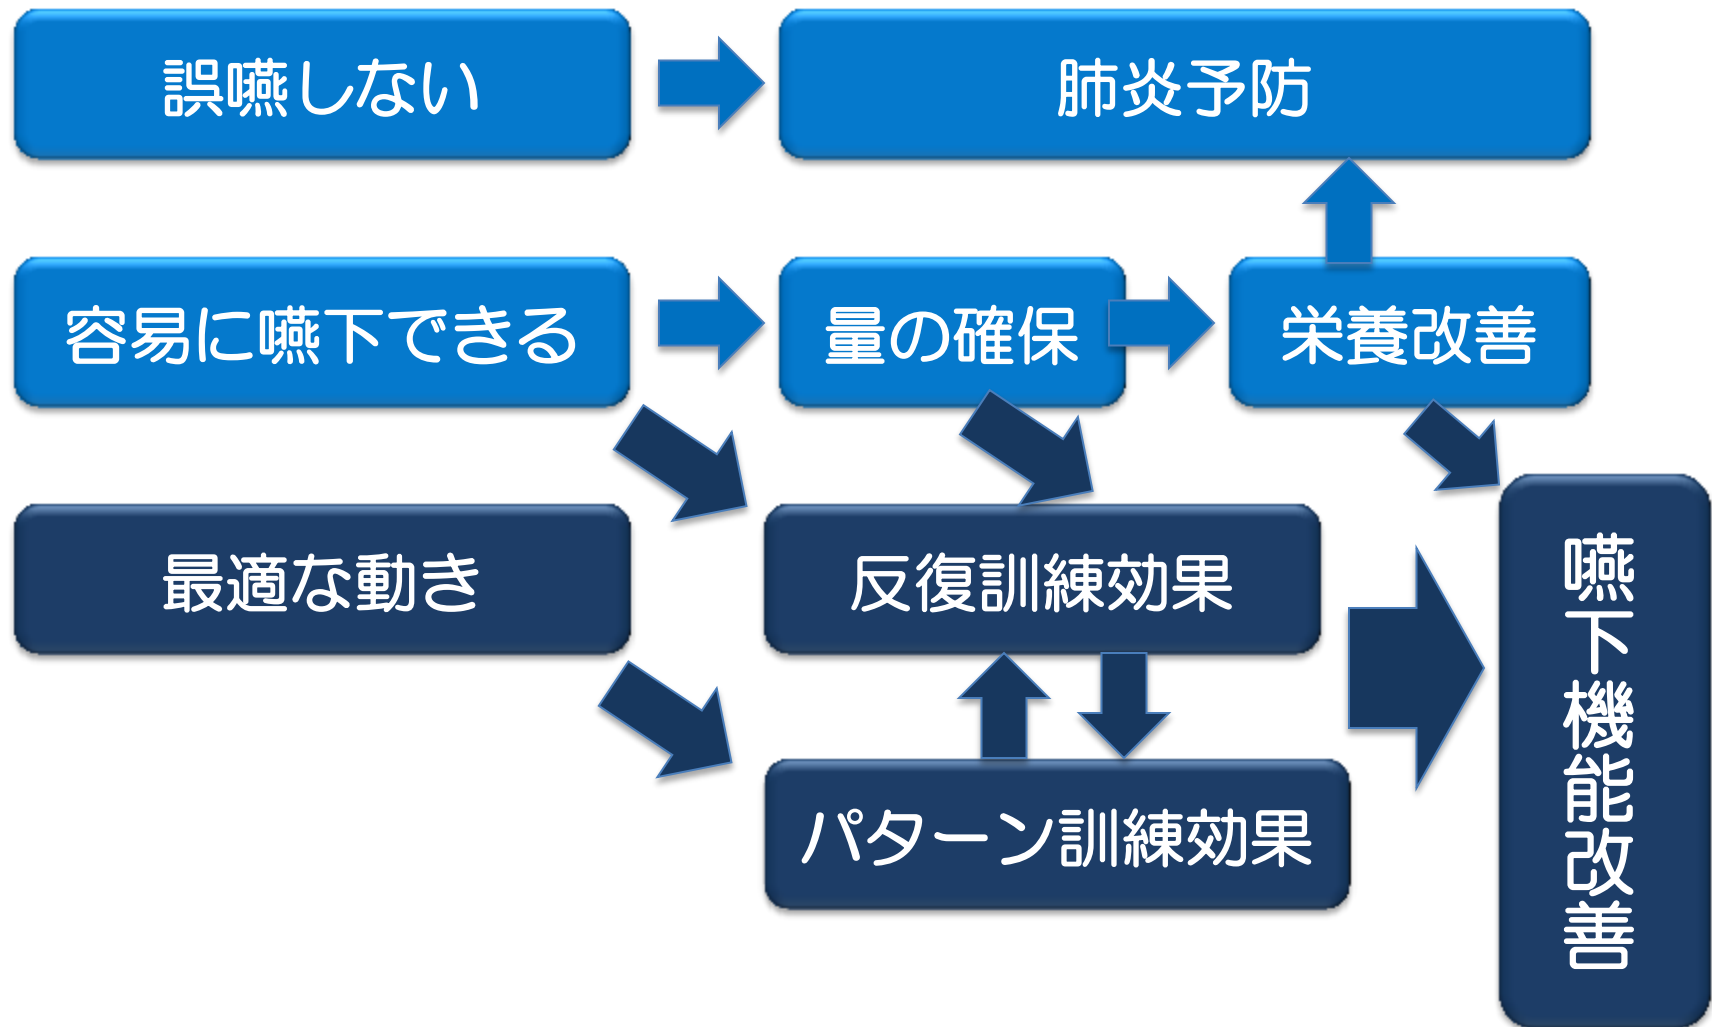 誤嚥しない
肺炎予防
容易に嚥下できる
量の確保
栄養改善
最適な動き
反復訓練効果
嚥下機能改善
パターン訓練効果